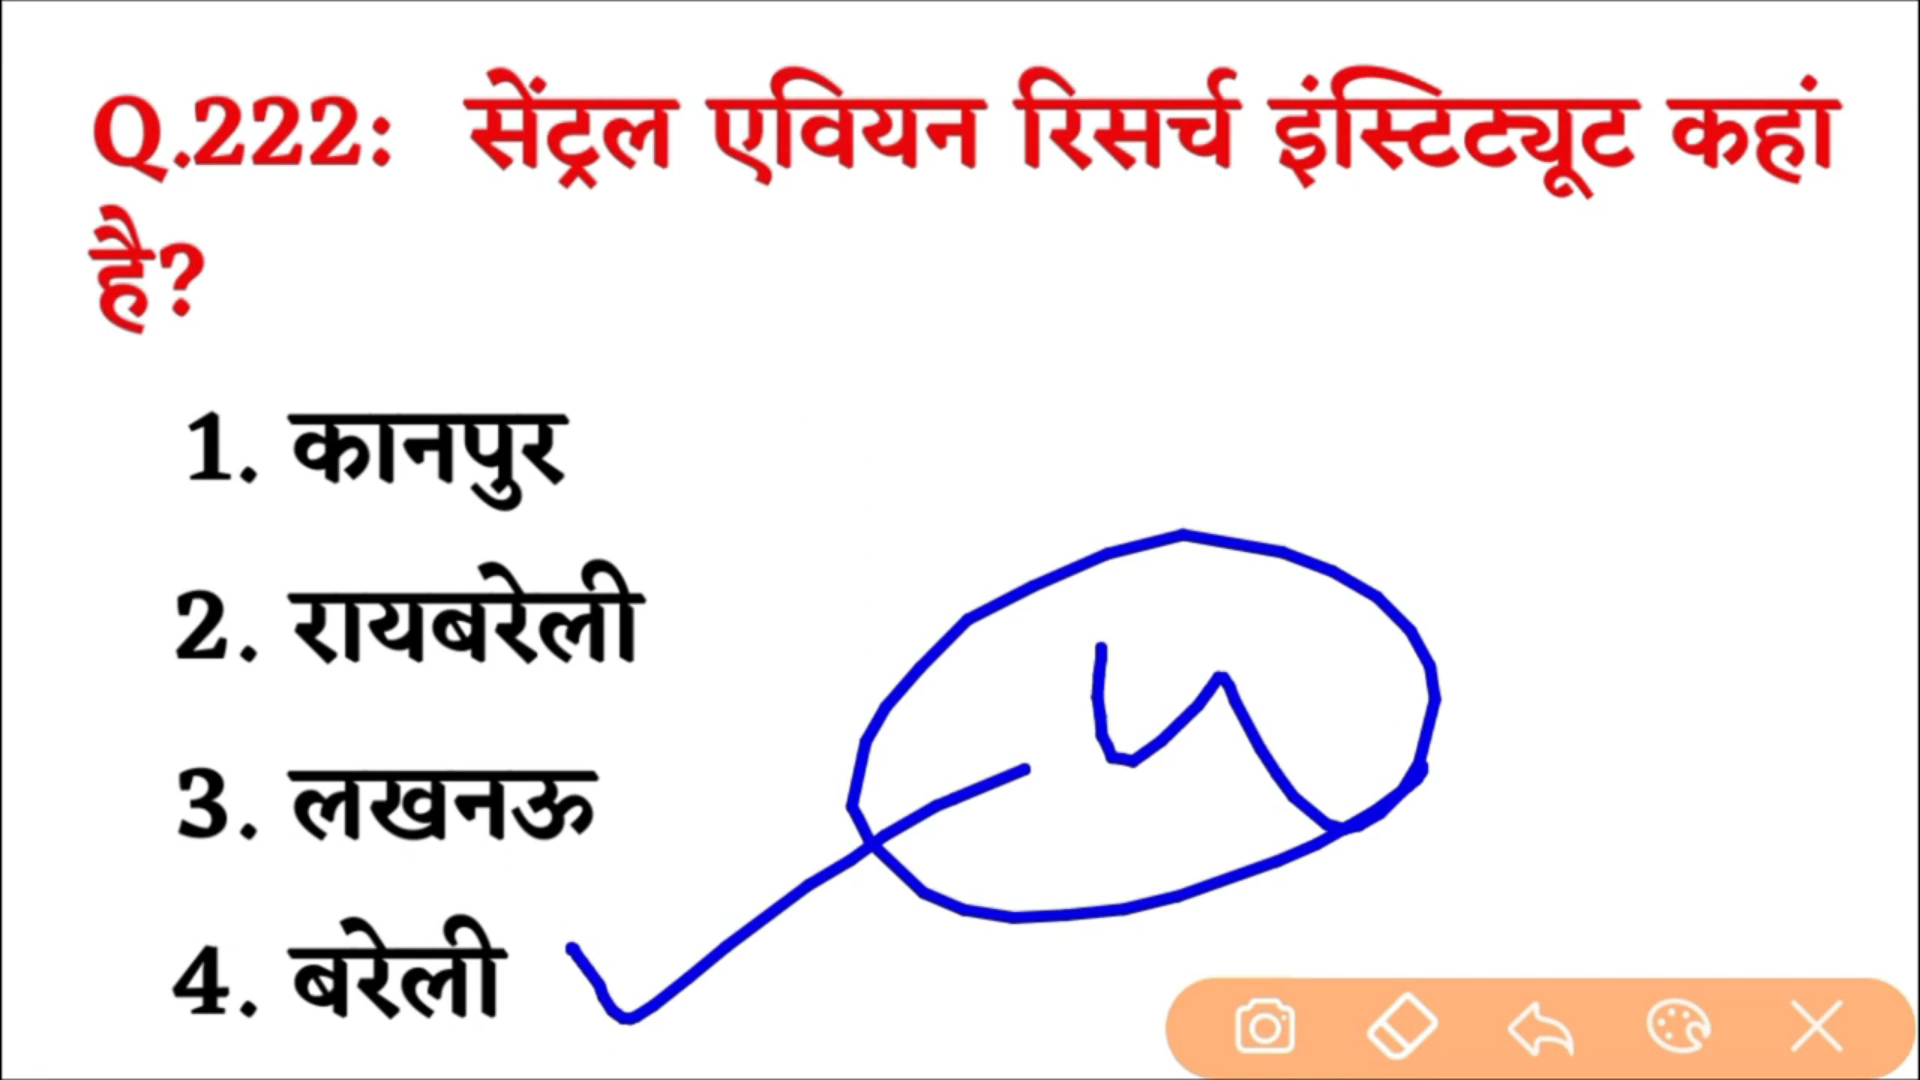 Q.222: सेंट्रल एवियन रिसर्च इंस्टिट्यूट कहां
है?
1. कानपुर
2. रायबरेली
3. लखनऊ
4. बरेली